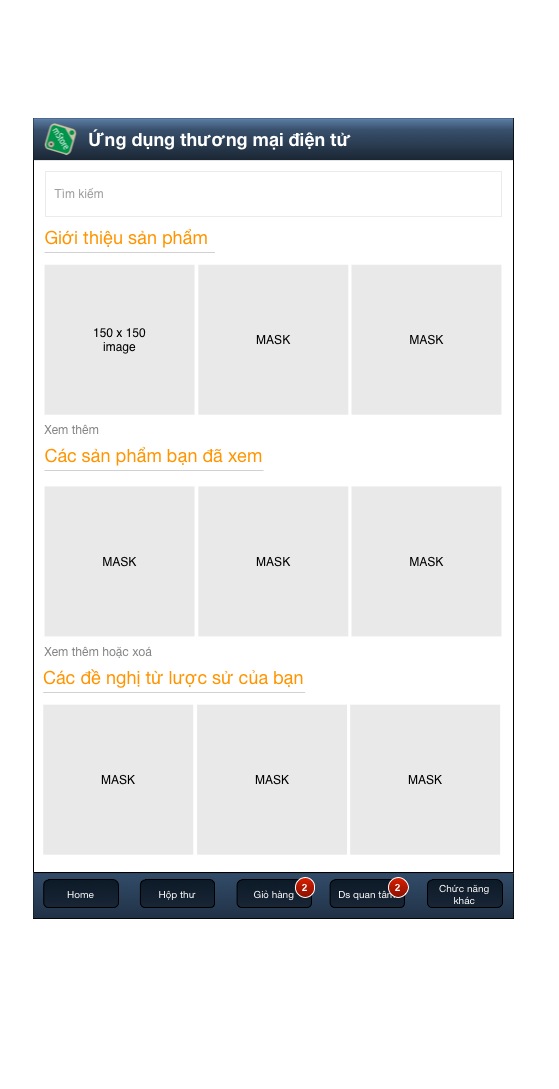 mStore
Ứng dụng thương mại điện tử
Tìm kiếm
Giới thiệu sản phẩm
150 x 150
image
MASK
MASK
Xem thêm
Các sản phẩm bạn đã xem
MASK
MASK
MASK
Xem thêm hoặc xoá
Các đề nghị từ lược sử của bạn
MASK
MASK
MASK
Home
Hộp thư
Giỏ hàng
2
Ds quan tâm
2
Chức năng
khác